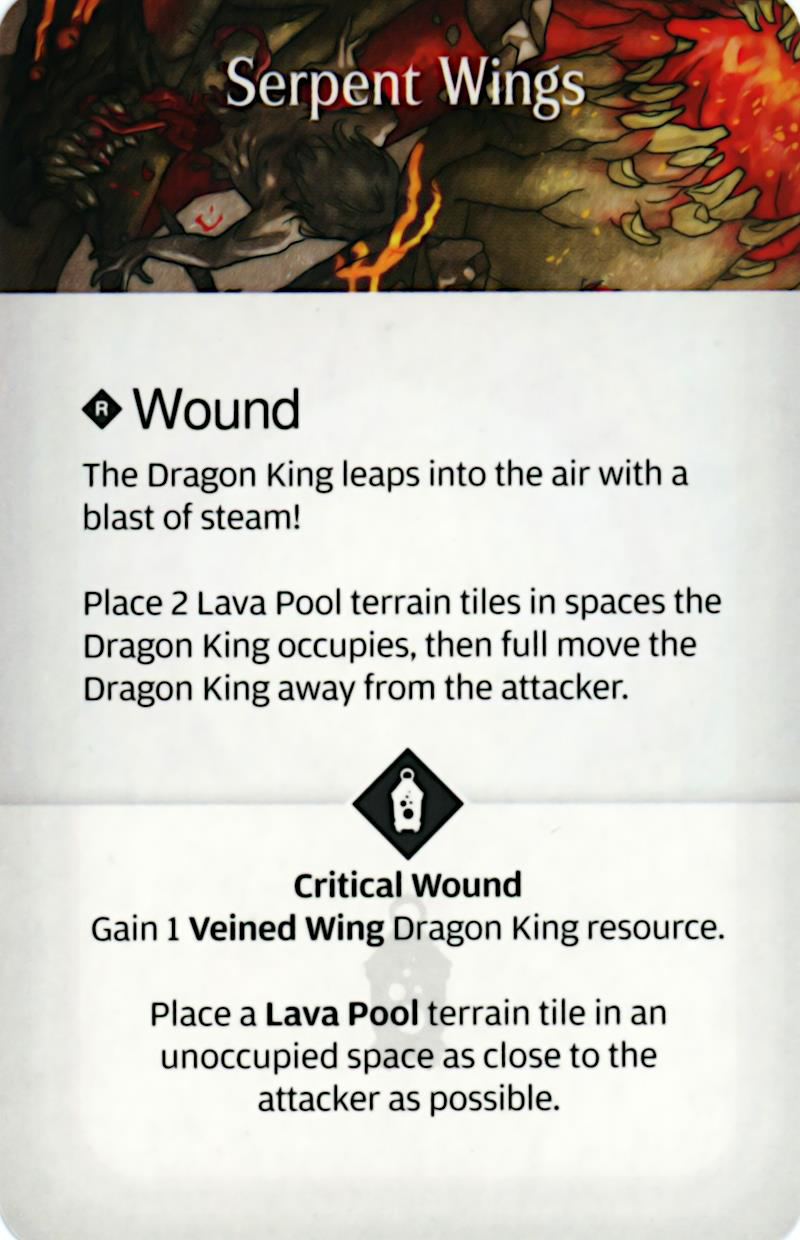 Serpent Wings
R Wound
The Dragon King leaps into the air with a
blast of steam!
Place 2 Lava Pool terrain tiles in spaces the
Dragon King occupies, then full move the
Dragon King away from the attacker.
Critical Wound
Gain 1 Veined Wing Dragon King resource.
Place a Lava Pool terrain tile in an
unoccupied space as close to the
attacker as possible.